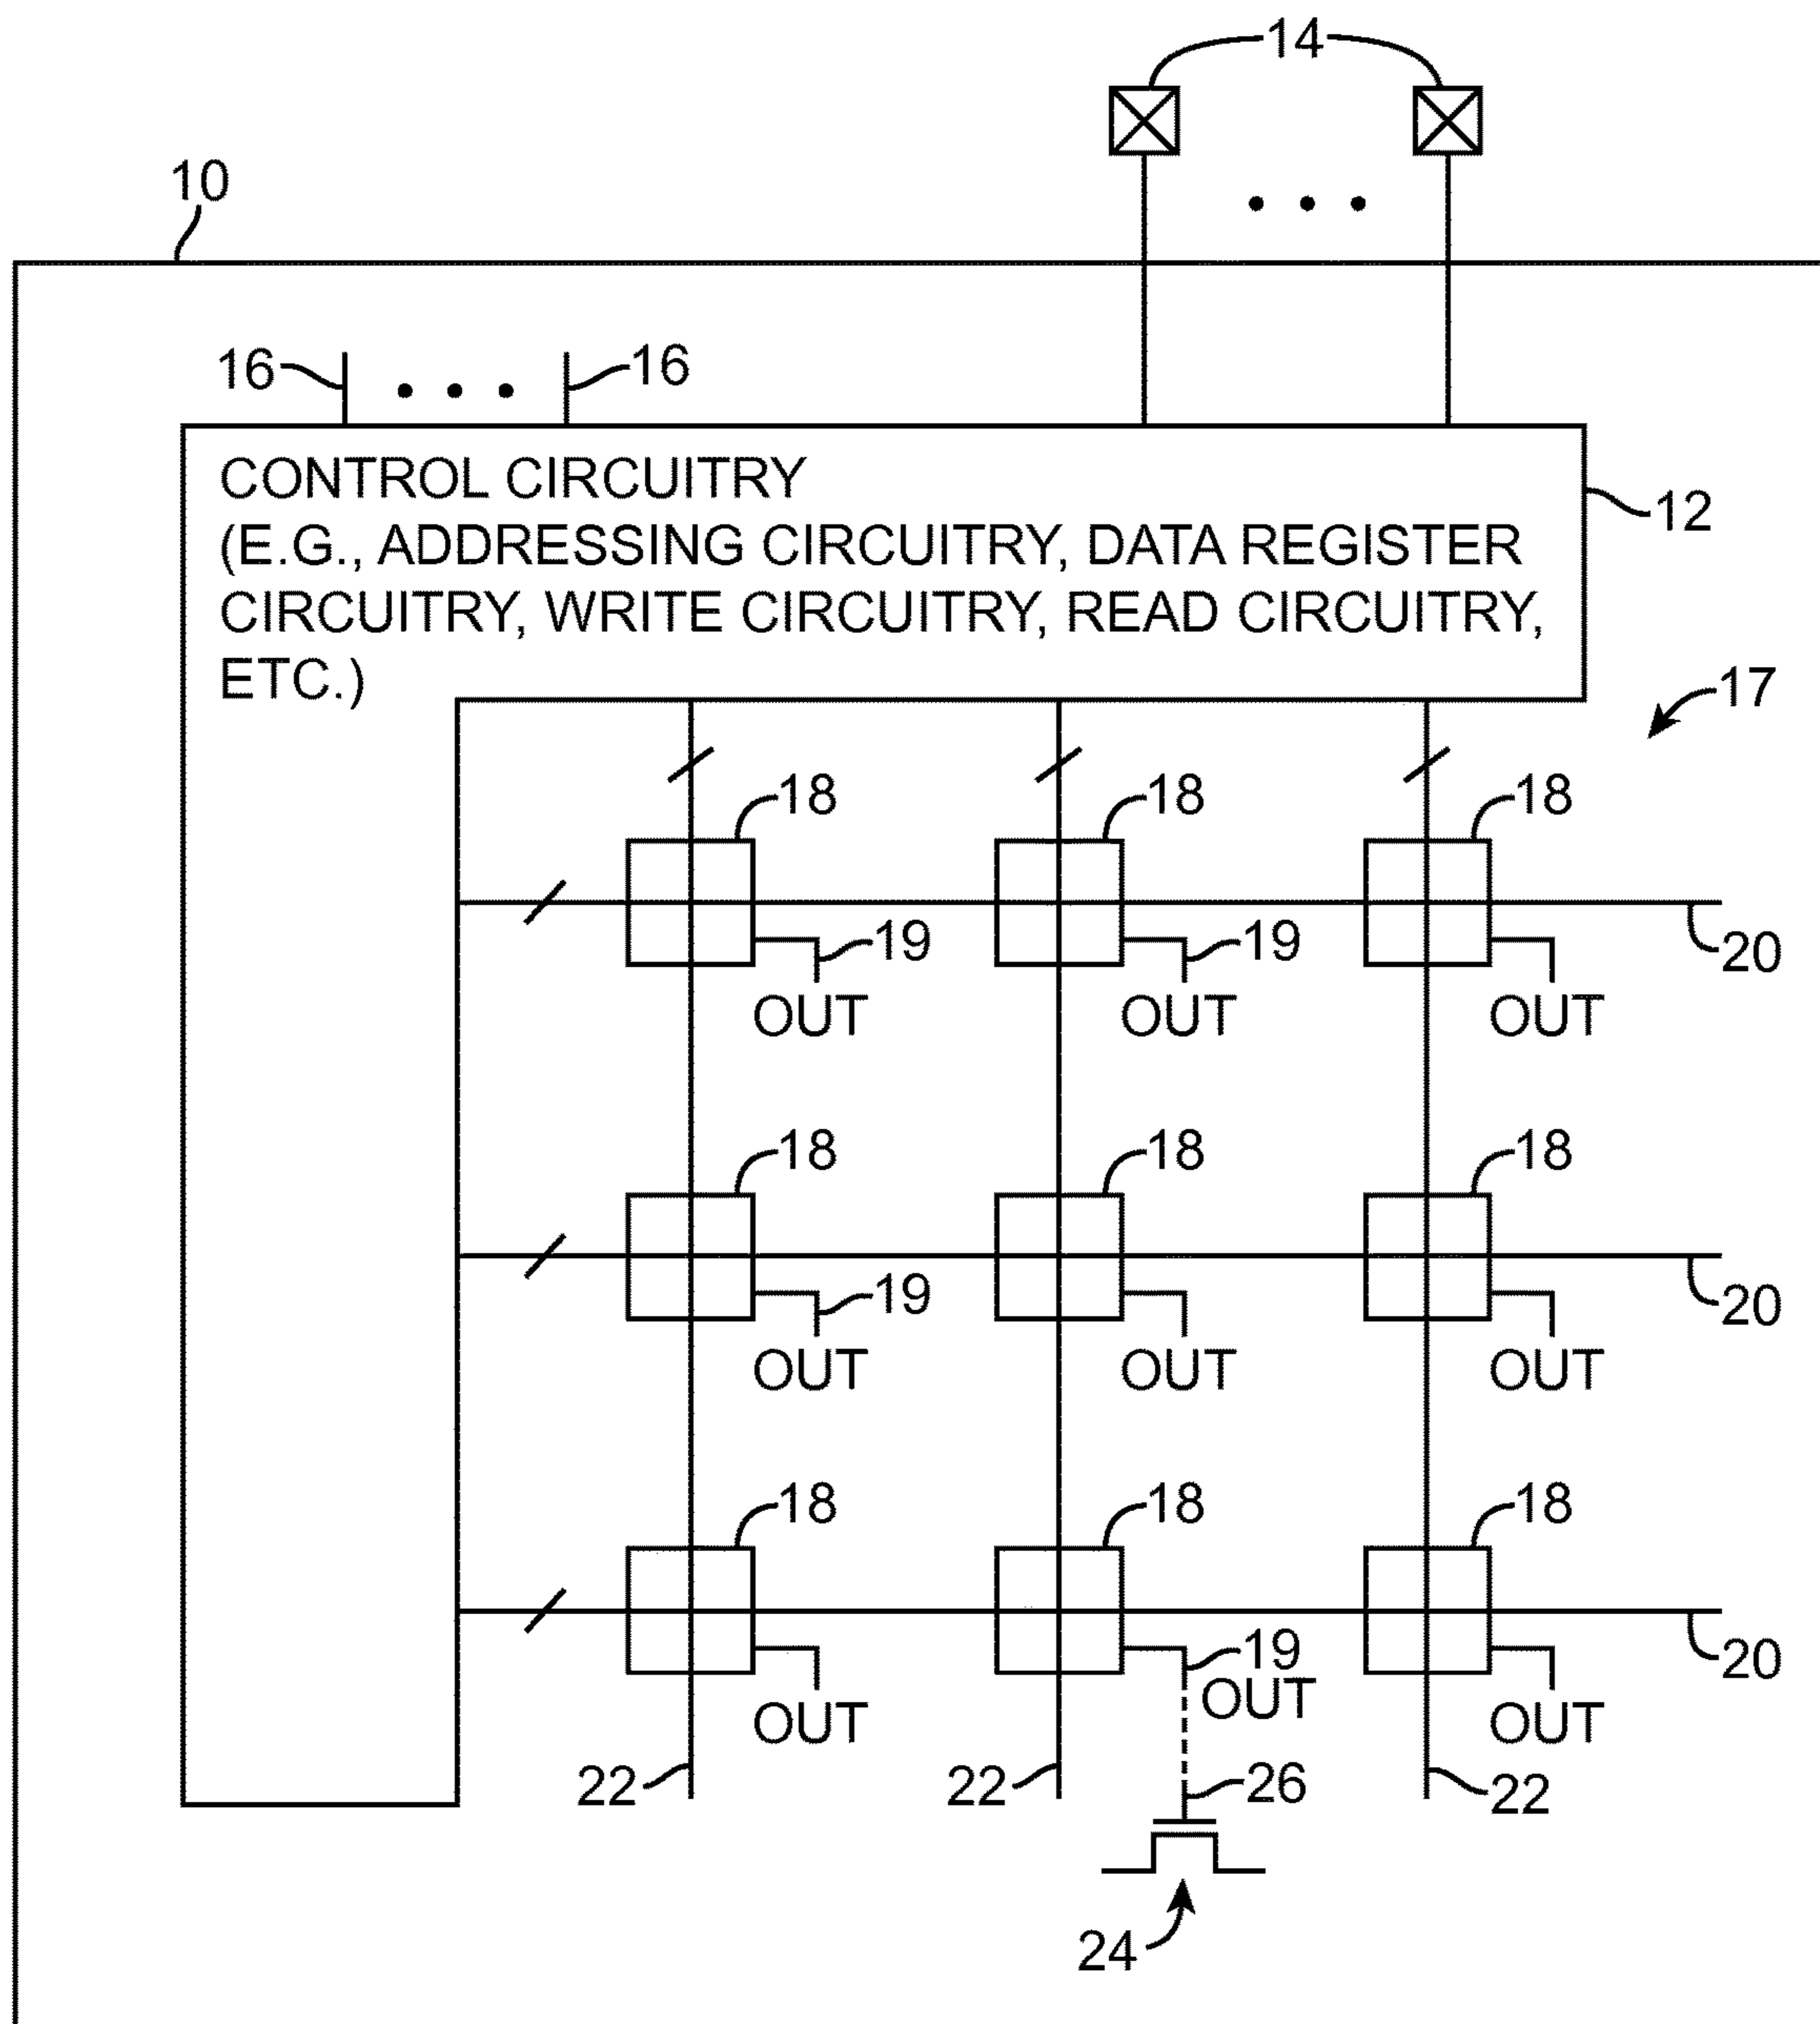 14
10
16
16
CONTROL CIRCUITRY
(E.G., ADDRESSING CIRCUITRY, DATA REGISTER
CIRCUITRY, WRITE CIRCUITRY, READ CIRCUITRY,
ETC.)
12
17
18
18
18
19
19
20
OUT
OUT
OUT
18
18
18
19
20
OUT
OUT
OUT
18
18
18
19
20
OUT
OUT
OUT
22
22
26
22
24